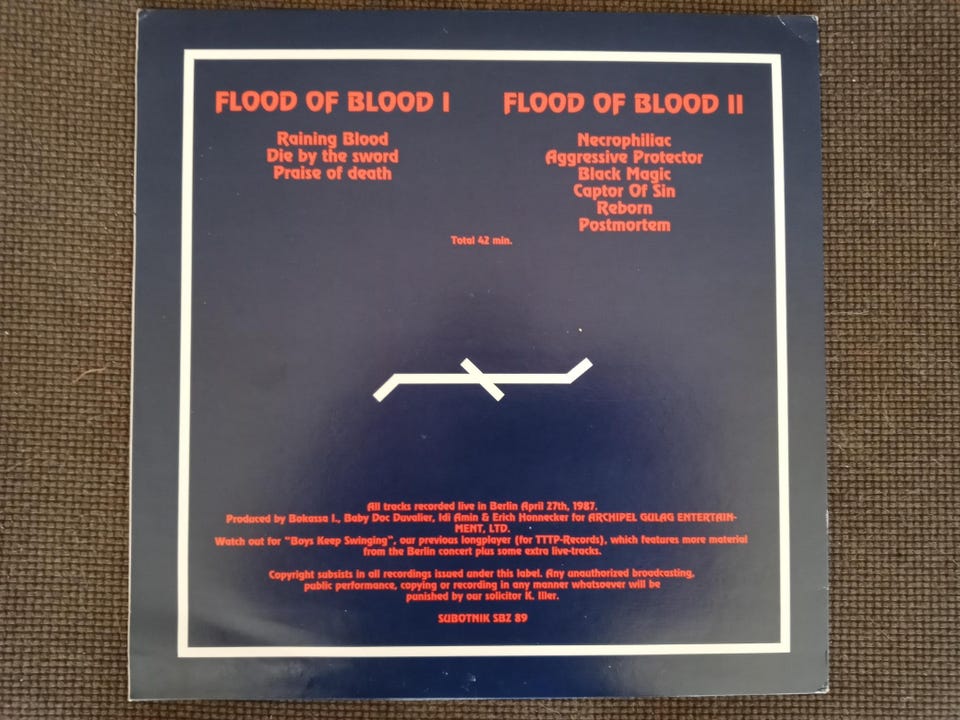 FLOOD OF BLOOD I
Raining Blood
Die by the sword
Praise of death
FLOOD OF BLOOD II
Necrophiliac
Aggressive Protector
Black Magic
Captor Of Sin
Reborn
Postmortem
Total 42 min.
All tracks recorded live in Berlin April 27th, 1987.
Produced by Bokassa I., Baby Doc Duvalier, Idi Amin & Erich Honnecker for ARCHIPEL GULAG ENTERTAIN-
MENT, LTD.
Watch out for "Boys Keep Swinging", our previous longplayer (for TTTP-Records), which features more material
from the Berlin concert plus some extra live-tracks.
Copyright subsists in all recordings issued under this label. Any unauthorized broadcasting,
public performance, copying or recording in any manner whatsoever will be
punished by our solicitor K. Iller.
SUBOTNIK SBZ 89